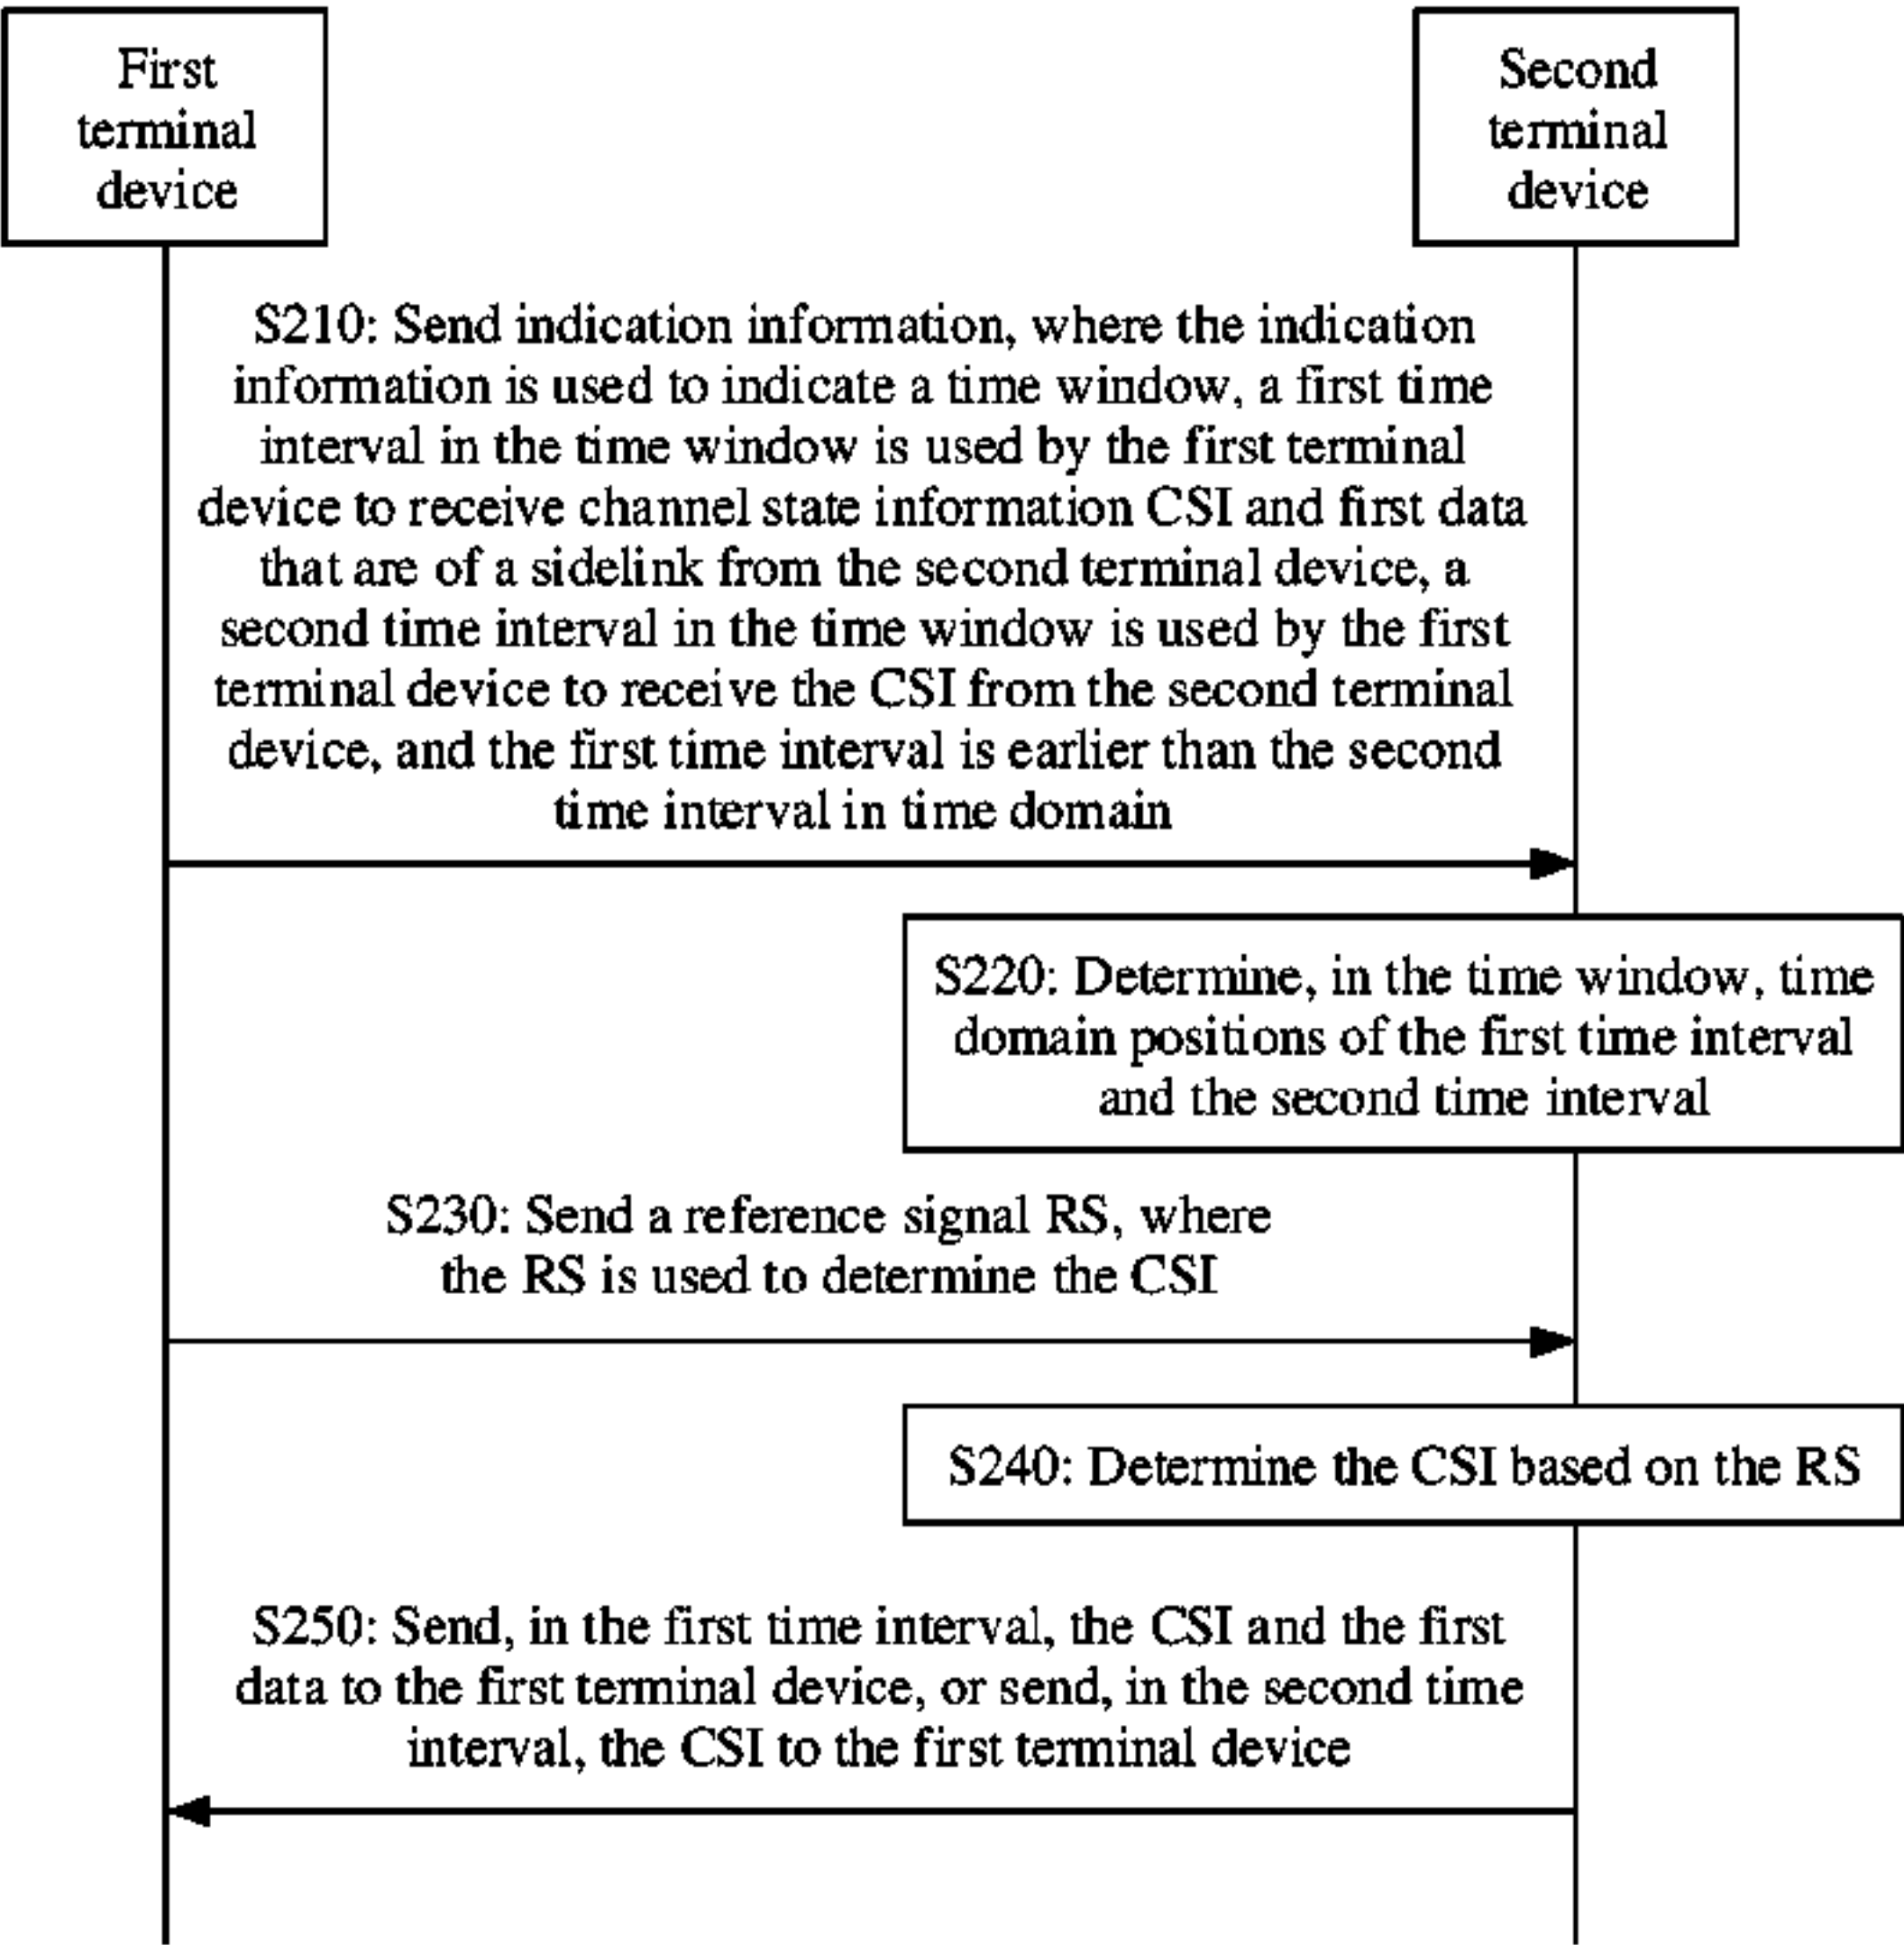 First
terminal
device
Second
terminal
device
S210: Send indication information, where the indication
information is used to indicate a time window, a first time
interval in the time window is used by the first terminal
device to receive channel state information CSI and first data
that are of a sidelink from the second terminal device, a
second time interval in the time window is used by the first
terminal device to receive the CSI from the second terminal
device, and the first time interval is earlier than the second
time interval in time domain
S220: Determine, in the time window, time
domain positions of the first time interval
and the second time interval
S230: Send a reference signal RS, where
the RS is used to determine the CSI
S240: Determine the CSI based on the RS
S250: Send, in the first time interval, the CSI and the first
data to the first terminal device, or send, in the second time
interval, the CSI to the first terminal device